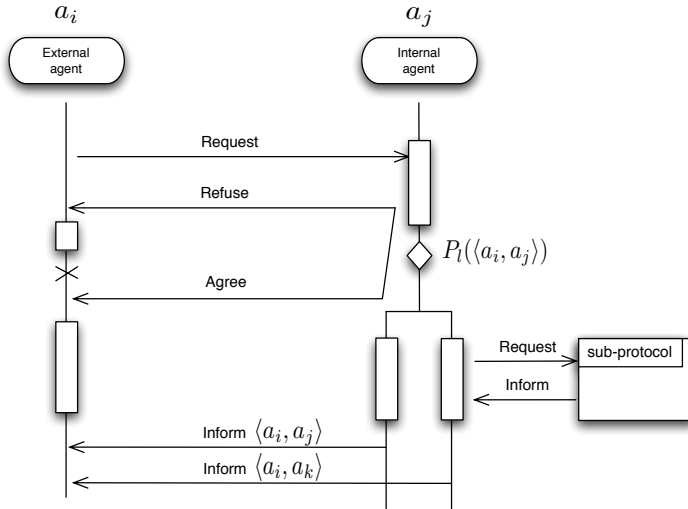 a_i
a_j
External
agent
Internal
agent
Request
Refuse
P_l(⟨a_i, a_j⟩)
Agree
Request
sub-protocol
Inform
Inform ⟨a_i, a_j⟩
Inform ⟨a_i, a_k⟩